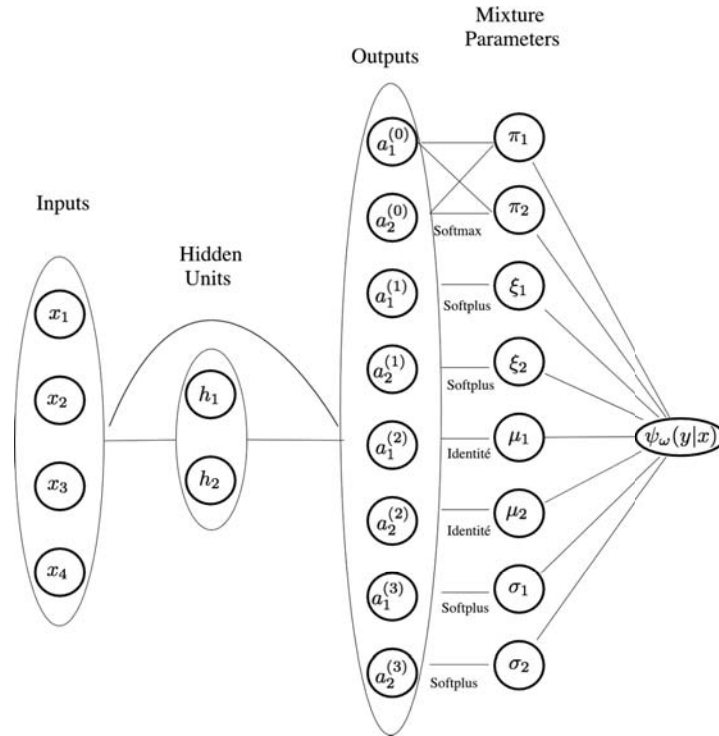 Mixture
Parameters
Outputs
Inputs
Hidden
Units
x₁
x₂
x₃
x₄
h₁
h₂
a₁⁽⁰⁾
a₂⁽⁰⁾
a₁⁽¹⁾
a₂⁽¹⁾
a₁⁽²⁾
a₂⁽²⁾
a₁⁽³⁾
a₂⁽³⁾
Softmax
Softplus
Softplus
Identité
Identité
Softplus
Softplus
π₁
π₂
ξ₁
ξ₂
μ₁
μ₂
σ₁
σ₂
ψ_ω(y|x)